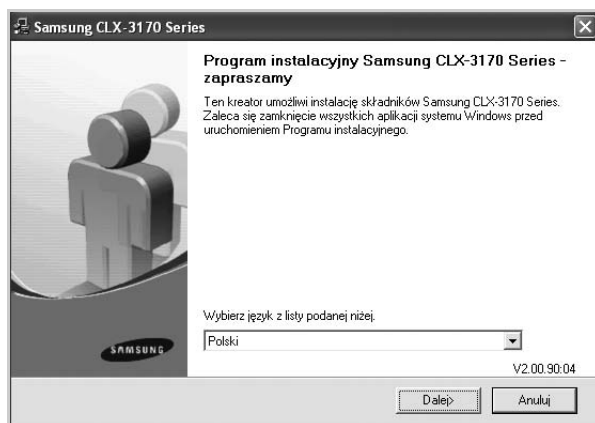 Samsung CLX-3170 Series
Program instalacyjny Samsung CLX-3170 Series -
zapraszamy
Ten kreator umożliwi instalację składników Samsung CLX-3170 Series.
Zaleca się zamknięcie wszystkich aplikacji systemu Windows przed
uruchomieniem Programu instalacyjnego.
Wybierz język z listy podanej niżej.
Polski
SAMSUNG
V2.00.90:04
Dalej>
Anuluj